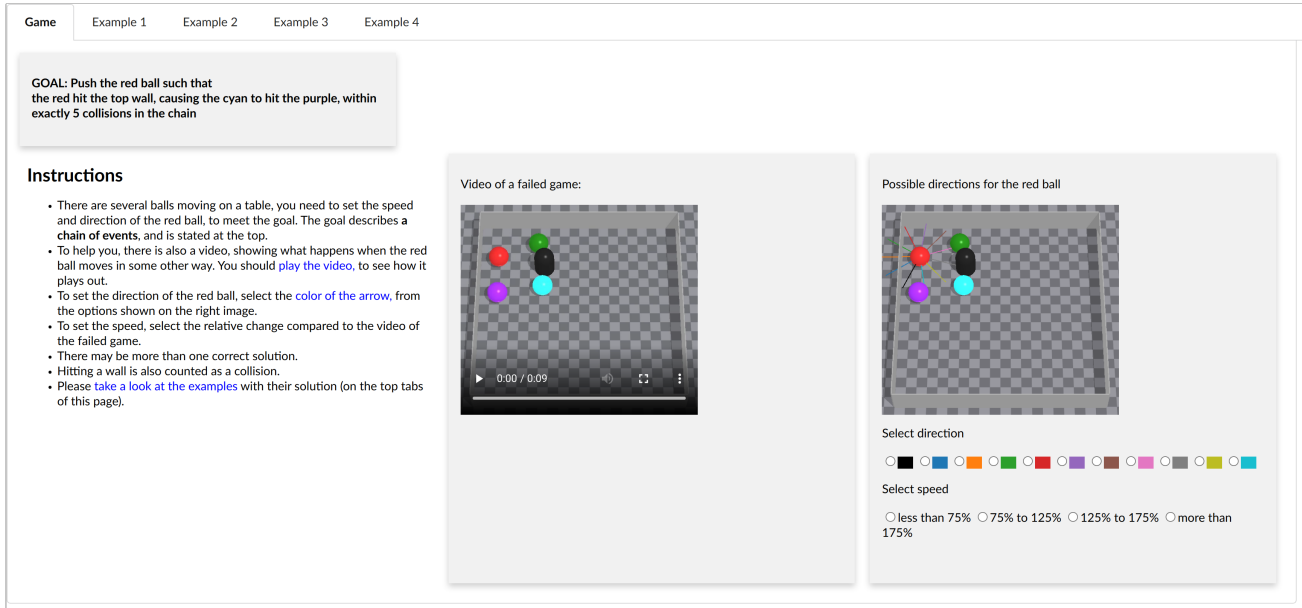 Game Example 1 Example 2 Example 3 Example 4
GOAL: Push the red ball such that
the red hit the top wall, causing the cyan to hit the purple, within
exactly 5 collisions in the chain
Instructions
• There are several balls moving on a table, you need to set the speed
and direction of the red ball, to meet the goal. The goal describes a
chain of events, and is stated at the top.
• To help you, there is also a video, showing what happens when the red
ball moves in some other way. You should play the video, to see how it
plays out.
• To set the direction of the red ball, select the color of the arrow, from
the options shown on the right image.
• To set the speed, select the relative change compared to the video of
the failed game.
• There may be more than one correct solution.
• Hitting a wall is also counted as a collision.
• Please take a look at the examples with their solution (on the top tabs
of this page).
Video of a failed game:
0:00 / 0:09
Possible directions for the red ball
Select direction
Select speed
less than 75% 75% to 125% 125% to 175% more than
175%